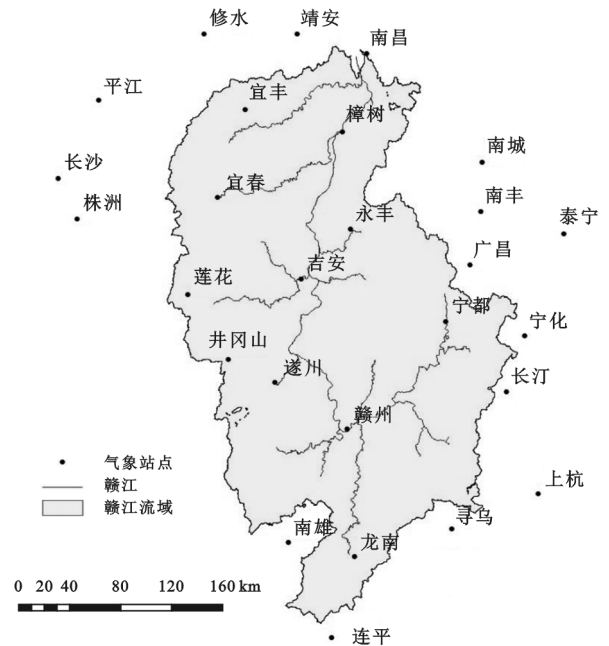 修水
靖安
南昌
平江
宜丰
樟树
长沙
南城
宜春
株洲
南丰
永丰
泰宁
广昌
吉安
莲花
宁都
宁化
井冈山
遂川
长汀
赣州
气象站点
赣江
赣江流域
上杭
寻乌
南雄
龙南
0 20 40 80 120 160 km
连平